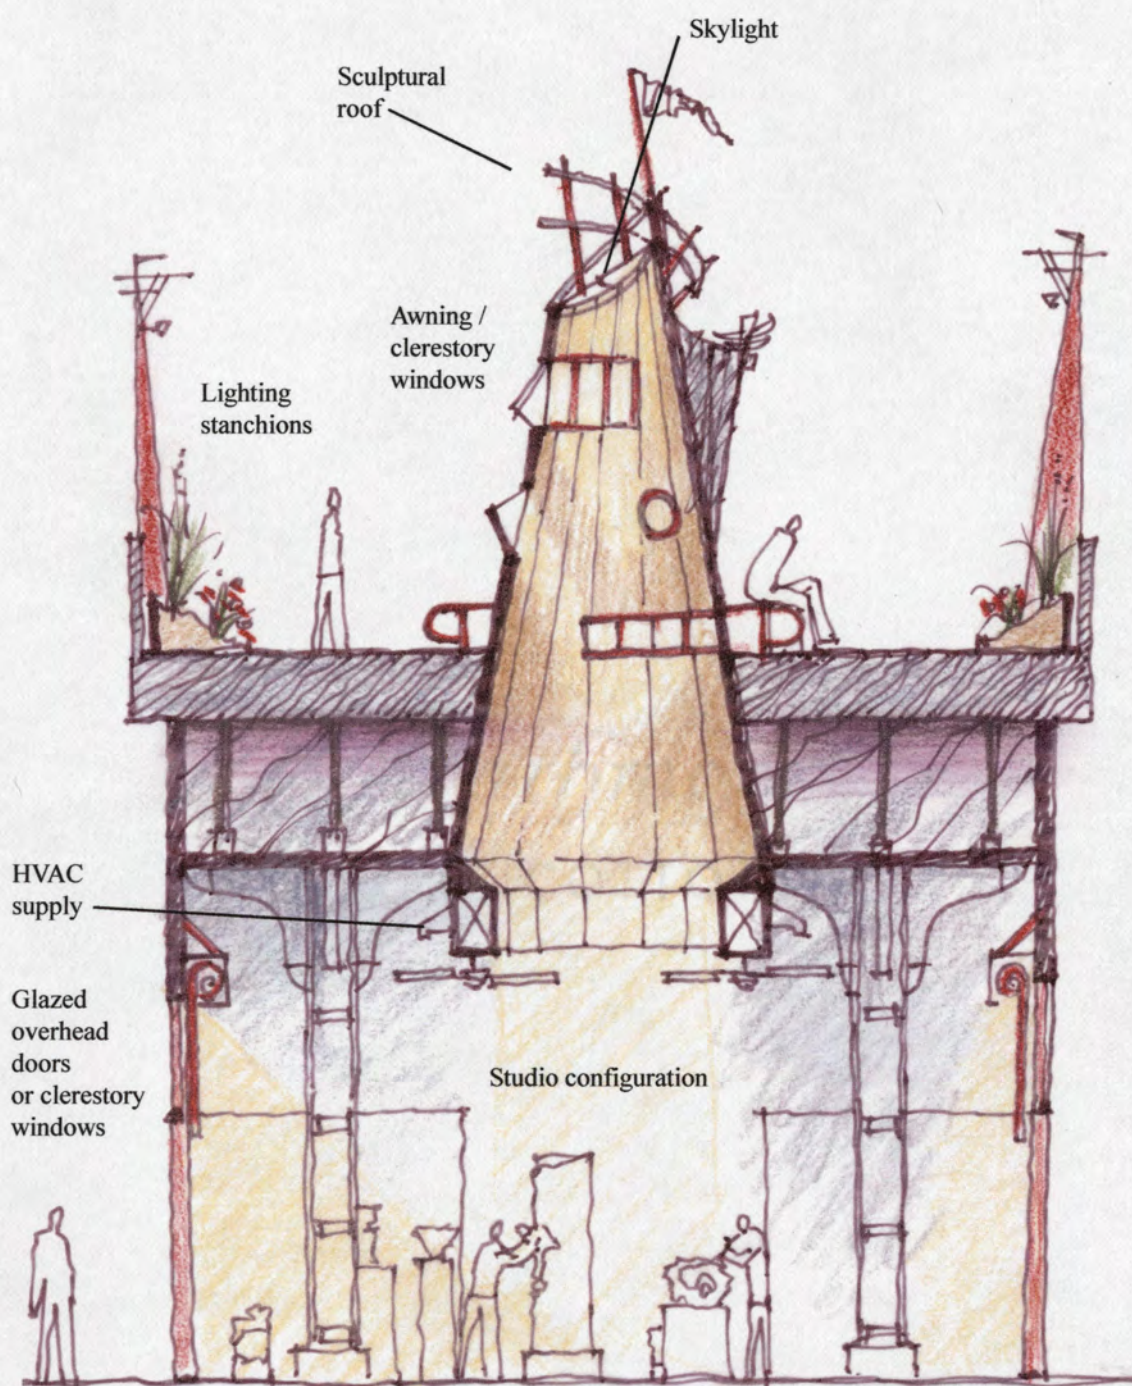 Skylight
Sculptural
roof
Awning /
clerestory
windows
Lighting
stanchions
HVAC
supply
Glazed
overhead
doors
or clerestory
windows
Studio configuration